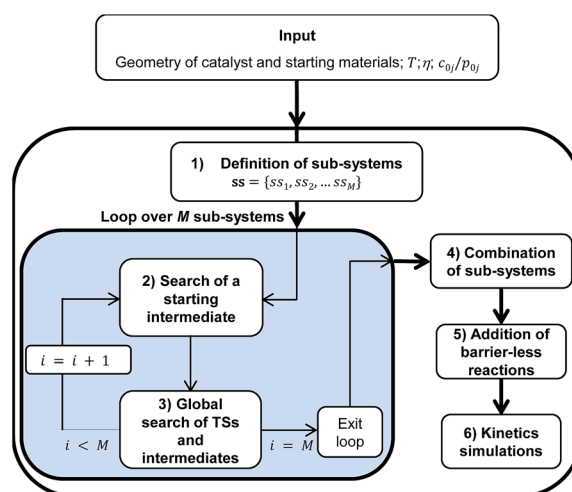 Input
Geometry of catalyst and starting materials; T; η; c₀ⱼ/p₀ⱼ
1) Definition of sub-systems
ss = {ss₁, ss₂, … ss_M}
Loop over M sub-systems
2) Search of a
starting
intermediate
i = i + 1
3) Global
search of TSs
and
intermediates
i < M
i = M
Exit
loop
4) Combination
of sub-systems
5) Addition of
barrier-less
reactions
6) Kinetics
simulations